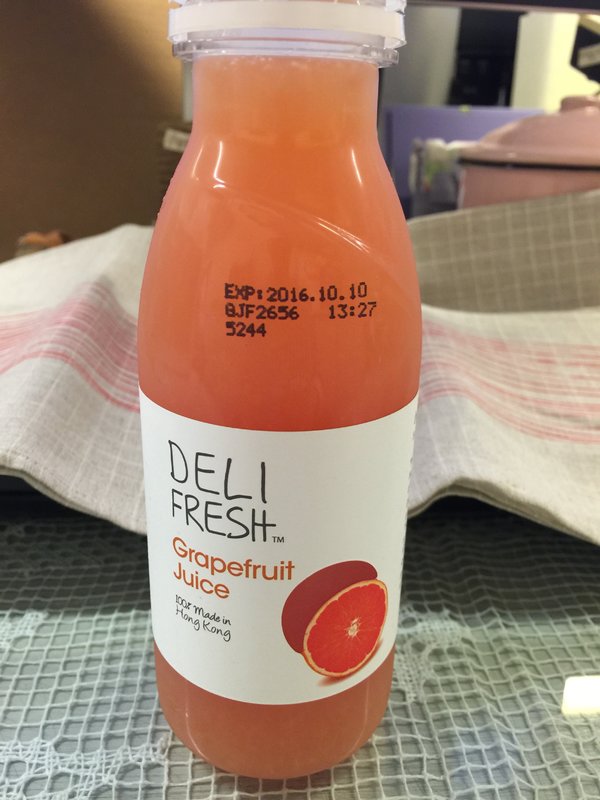 EXP:2016.10.10
8JF2656 13:27
5244
DELI
FRESH™
Grapefruit
Juice
100% Made in
Hong Kong